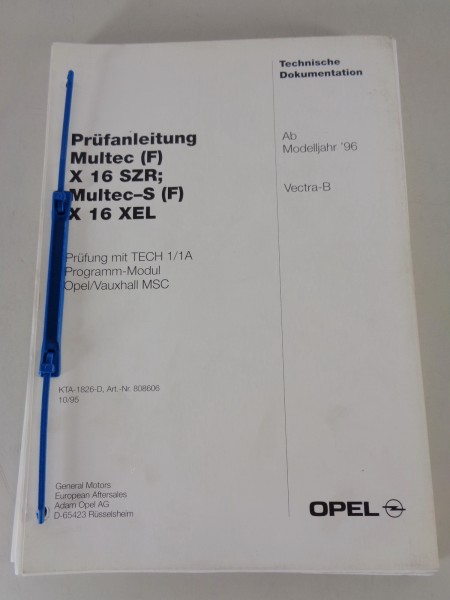 Technische
Dokumentation
Prüfanleitung
Multec (F)
X 16 SZR;
Multec–S (F)
X 16 XEL
Ab
Modelljahr '96
Vectra-B
Prüfung mit TECH 1/1A
Programm-Modul
Opel/Vauxhall MSC
KTA-1826-D, Art.-Nr. 808606
10/95
General Motors
European Aftersales
Adam Opel AG
D-65423 Rüsselsheim
OPEL